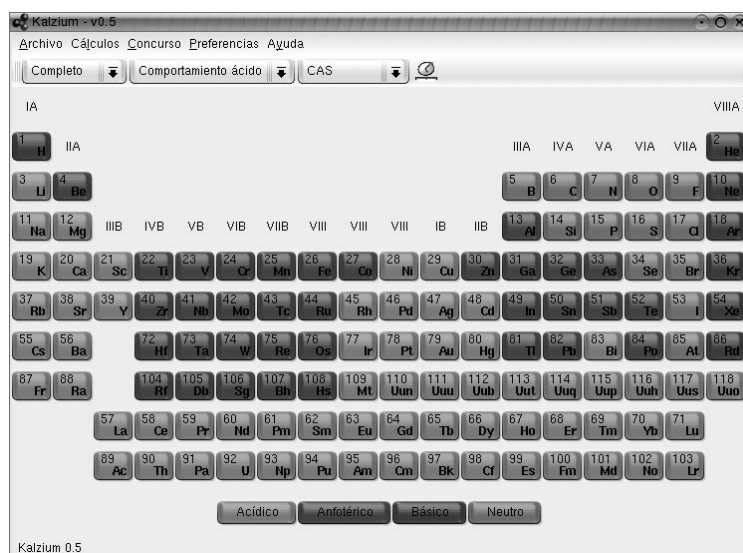 Kalzium - v0.5
Archivo Cálculos Concurso Preferencias Ayuda
Completo Comportamiento ácido CAS
IA VIIIA
1 H IIA IIIA IVA VA VIA VIIA 2 He
3 Li 4 Be 5 B 6 C 7 N 8 O 9 F 10 Ne
11 Na 12 Mg IIIB IVB VB VIB VIIB VIII VIII VIII IB IIB 13 Al 14 Si 15 P 16 S 17 Cl 18 Ar
19 K 20 Ca 21 Sc 22 Ti 23 V 24 Cr 25 Mn 26 Fe 27 Co 28 Ni 29 Cu 30 Zn 31 Ga 32 Ge 33 As 34 Se 35 Br 36 Kr
37 Rb 38 Sr 39 Y 40 Zr 41 Nb 42 Mo 43 Tc 44 Ru 45 Rh 46 Pd 47 Ag 48 Cd 49 In 50 Sn 51 Sb 52 Te 53 I 54 Xe
55 Cs 56 Ba 72 Hf 73 Ta 74 W 75 Re 76 Os 77 Ir 78 Pt 79 Au 80 Hg 81 Tl 82 Pb 83 Bi 84 Po 85 At 86 Rd
87 Fr 88 Ra 104 Rf 105 Db 106 Sg 107 Bh 108 Hs 109 Mt 110 Uun 111 Uuu 112 Uub 113 Uut 114 Uuq 115 Uup 116 Uuh 117 Uus 118 Uuo
57 La 58 Ce 59 Pr 60 Nd 61 Pm 62 Sm 63 Eu 64 Gd 65 Tb 66 Dy 67 Ho 68 Er 69 Tm 70 Yb 71 Lu
89 Ac 90 Th 91 Pa 92 U 93 Np 94 Pu 95 Am 96 Cm 97 Bk 98 Cf 99 Es 100 Fm 101 Md 102 No 103 Lr
Acídico Anfotérico Básico Neutro
Kalzium 0.5